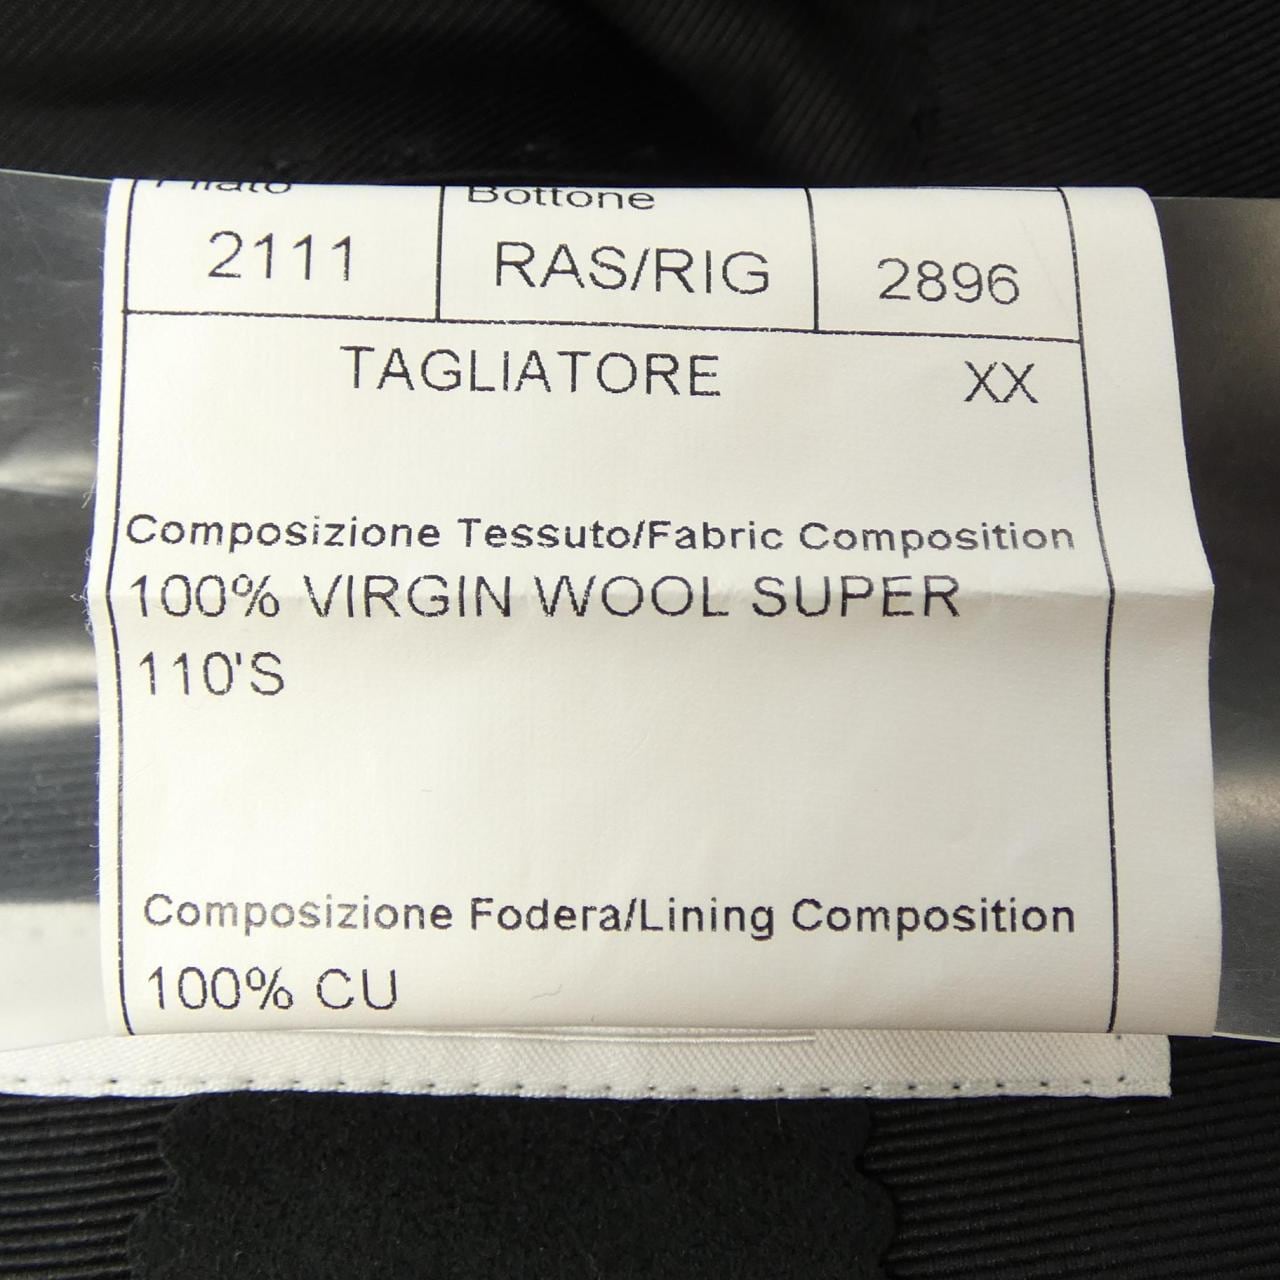 Filato Bottone
2111 RAS/RIG 2896
TAGLIATORE XX
Composizione Tessuto/Fabric Composition
100% VIRGIN WOOL SUPER
110'S
Composizione Fodera/Lining Composition
100% CU